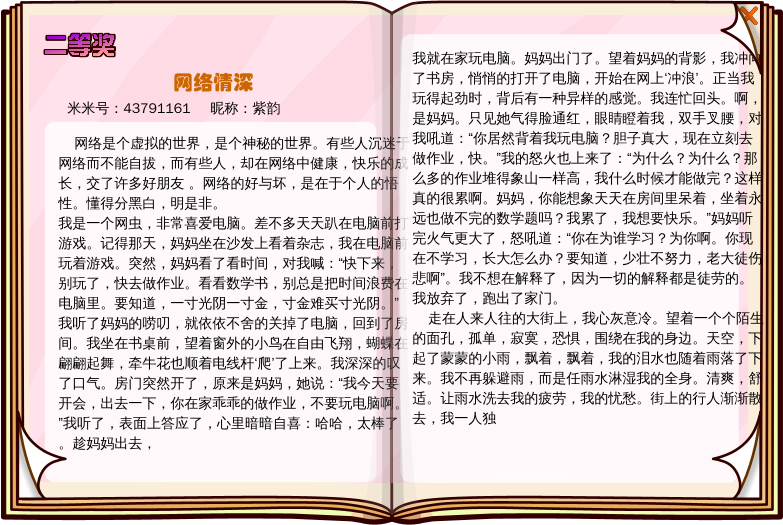 二等奖
网络情深
米米号：43791161 昵称：紫韵
网络是个虚拟的世界，是个神秘的世界。有些人沉迷于
网络而不能自拔，而有些人，却在网络中健康，快乐的成
长，交了许多好朋友 。网络的好与坏，是在于个人的悟
性。懂得分黑白，明是非。
我是一个网虫，非常喜爱电脑。差不多天天趴在电脑前打
游戏。记得那天，妈妈坐在沙发上看着杂志，我在电脑前
玩着游戏。突然，妈妈看了看时间，对我喊：“快下来，
别玩了，快去做作业。看看数学书，别总是把时间浪费在
电脑里。要知道，一寸光阴一寸金，寸金难买寸光阴。”
我听了妈妈的唠叨，就依依不舍的关掉了电脑，回到了房
间。我坐在书桌前，望着窗外的小鸟在自由飞翔，蝴蝶在
翩翩起舞，牵牛花也顺着电线杆‘爬’了上来。我深深的叹
了口气。房门突然开了，原来是妈妈，她说：“我今天要
开会，出去一下，你在家乖乖的做作业，不要玩电脑啊。
”我听了，表面上答应了，心里暗暗自喜：哈哈，太棒了
。趁妈妈出去，
我就在家玩电脑。妈妈出门了。望着妈妈的背影，我冲向
了书房，悄悄的打开了电脑，开始在网上‘冲浪’。正当我
玩得起劲时，背后有一种异样的感觉。我连忙回头。啊，
是妈妈。只见她气得脸通红，眼睛瞪着我，双手叉腰，对
我吼道：“你居然背着我玩电脑？胆子真大，现在立刻去
做作业，快。”我的怒火也上来了：“为什么？为什么？那
么多的作业堆得象山一样高，我什么时候才能做完？这样
真的很累啊。妈妈，你能想象天天在房间里呆着，坐着永
远也做不完的数学题吗？我累了，我想要快乐。”妈妈听
完火气更大了，怒吼道：“你在为谁学习？为你啊。你现
在不学习，长大怎么办？要知道，少壮不努力，老大徒伤
悲啊”。我不想在解释了，因为一切的解释都是徒劳的。
我放弃了，跑出了家门。
走在人来人往的大街上，我心灰意冷。望着一个个陌生
的面孔，孤单，寂寞，恐惧，围绕在我的身边。天空，下
起了蒙蒙的小雨，飘着，飘着，我的泪水也随着雨落了下
来。我不再躲避雨，而是任雨水淋湿我的全身。清爽，舒
适。让雨水洗去我的疲劳，我的忧愁。街上的行人渐渐散
去，我一人独